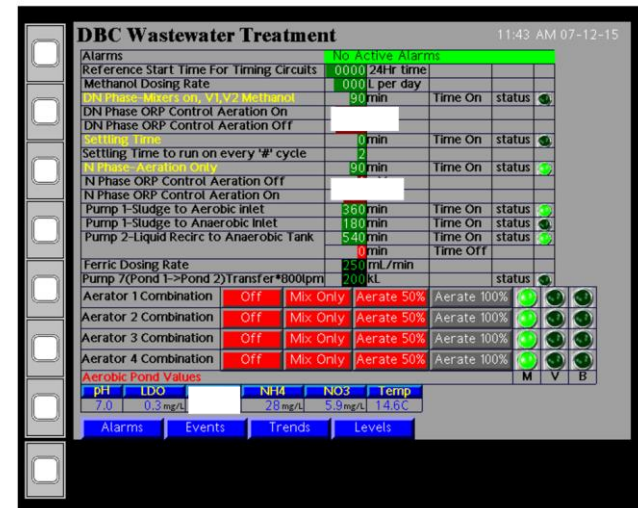 DBC Wastewater Treatment 11:43 AM 07-12-15
Alarms No Active Alarms
Reference Start Time For Timing Circuits 0000 24Hr time
Methanol Dosing Rate 000 L per day
DN Phase-Mixers on, V1,V2 Methanol 90 min Time On status
DN Phase ORP Control Aeration On
DN Phase ORP Control Aeration Off
Settling Time 0 min Time On status
Settling Time to run on every '#' cycle 2
N Phase-Aeration Only 90 min Time On status
N Phase ORP Control Aeration Off
N Phase ORP Control Aeration On
Pump 1-Sludge to Aerobic inlet 360 min Time On status
Pump 1-Sludge to Anaerobic Inlet 180 min Time On status
Pump 2-Liquid Recirc to Anaerobic Tank 540 min Time On status
0 min Time Off
Ferric Dosing Rate 250 mL/min
Pump 7(Pond 1->Pond 2)Transfer*800lpm 200 kL status
Aerator 1 Combination Off Mix Only Aerate 50% Aerate 100%
Aerator 2 Combination Off Mix Only Aerate 50% Aerate 100%
Aerator 3 Combination Off Mix Only Aerate 50% Aerate 100%
Aerator 4 Combination Off Mix Only Aerate 50% Aerate 100%
Aerobic Pond Values M V B
pH LDO NH4 NO3 Temp
7.0 0.3 mg/L 28 mg/L 5.9 mg/L 14.6C
Alarms Events Trends Levels